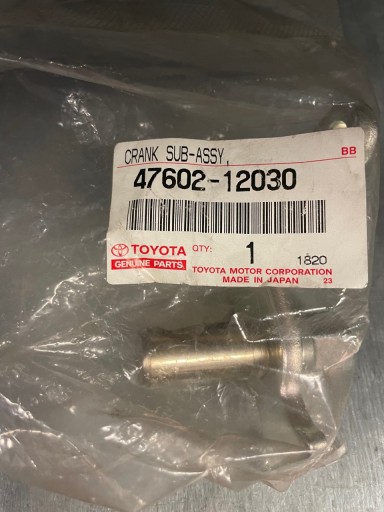 CRANK SUB-ASSY,
BB
47602-12030
TOYOTA
GENUINE PARTS
QTY: 1
1820
TOYOTA MOTOR CORPORATION
MADE IN JAPAN 23